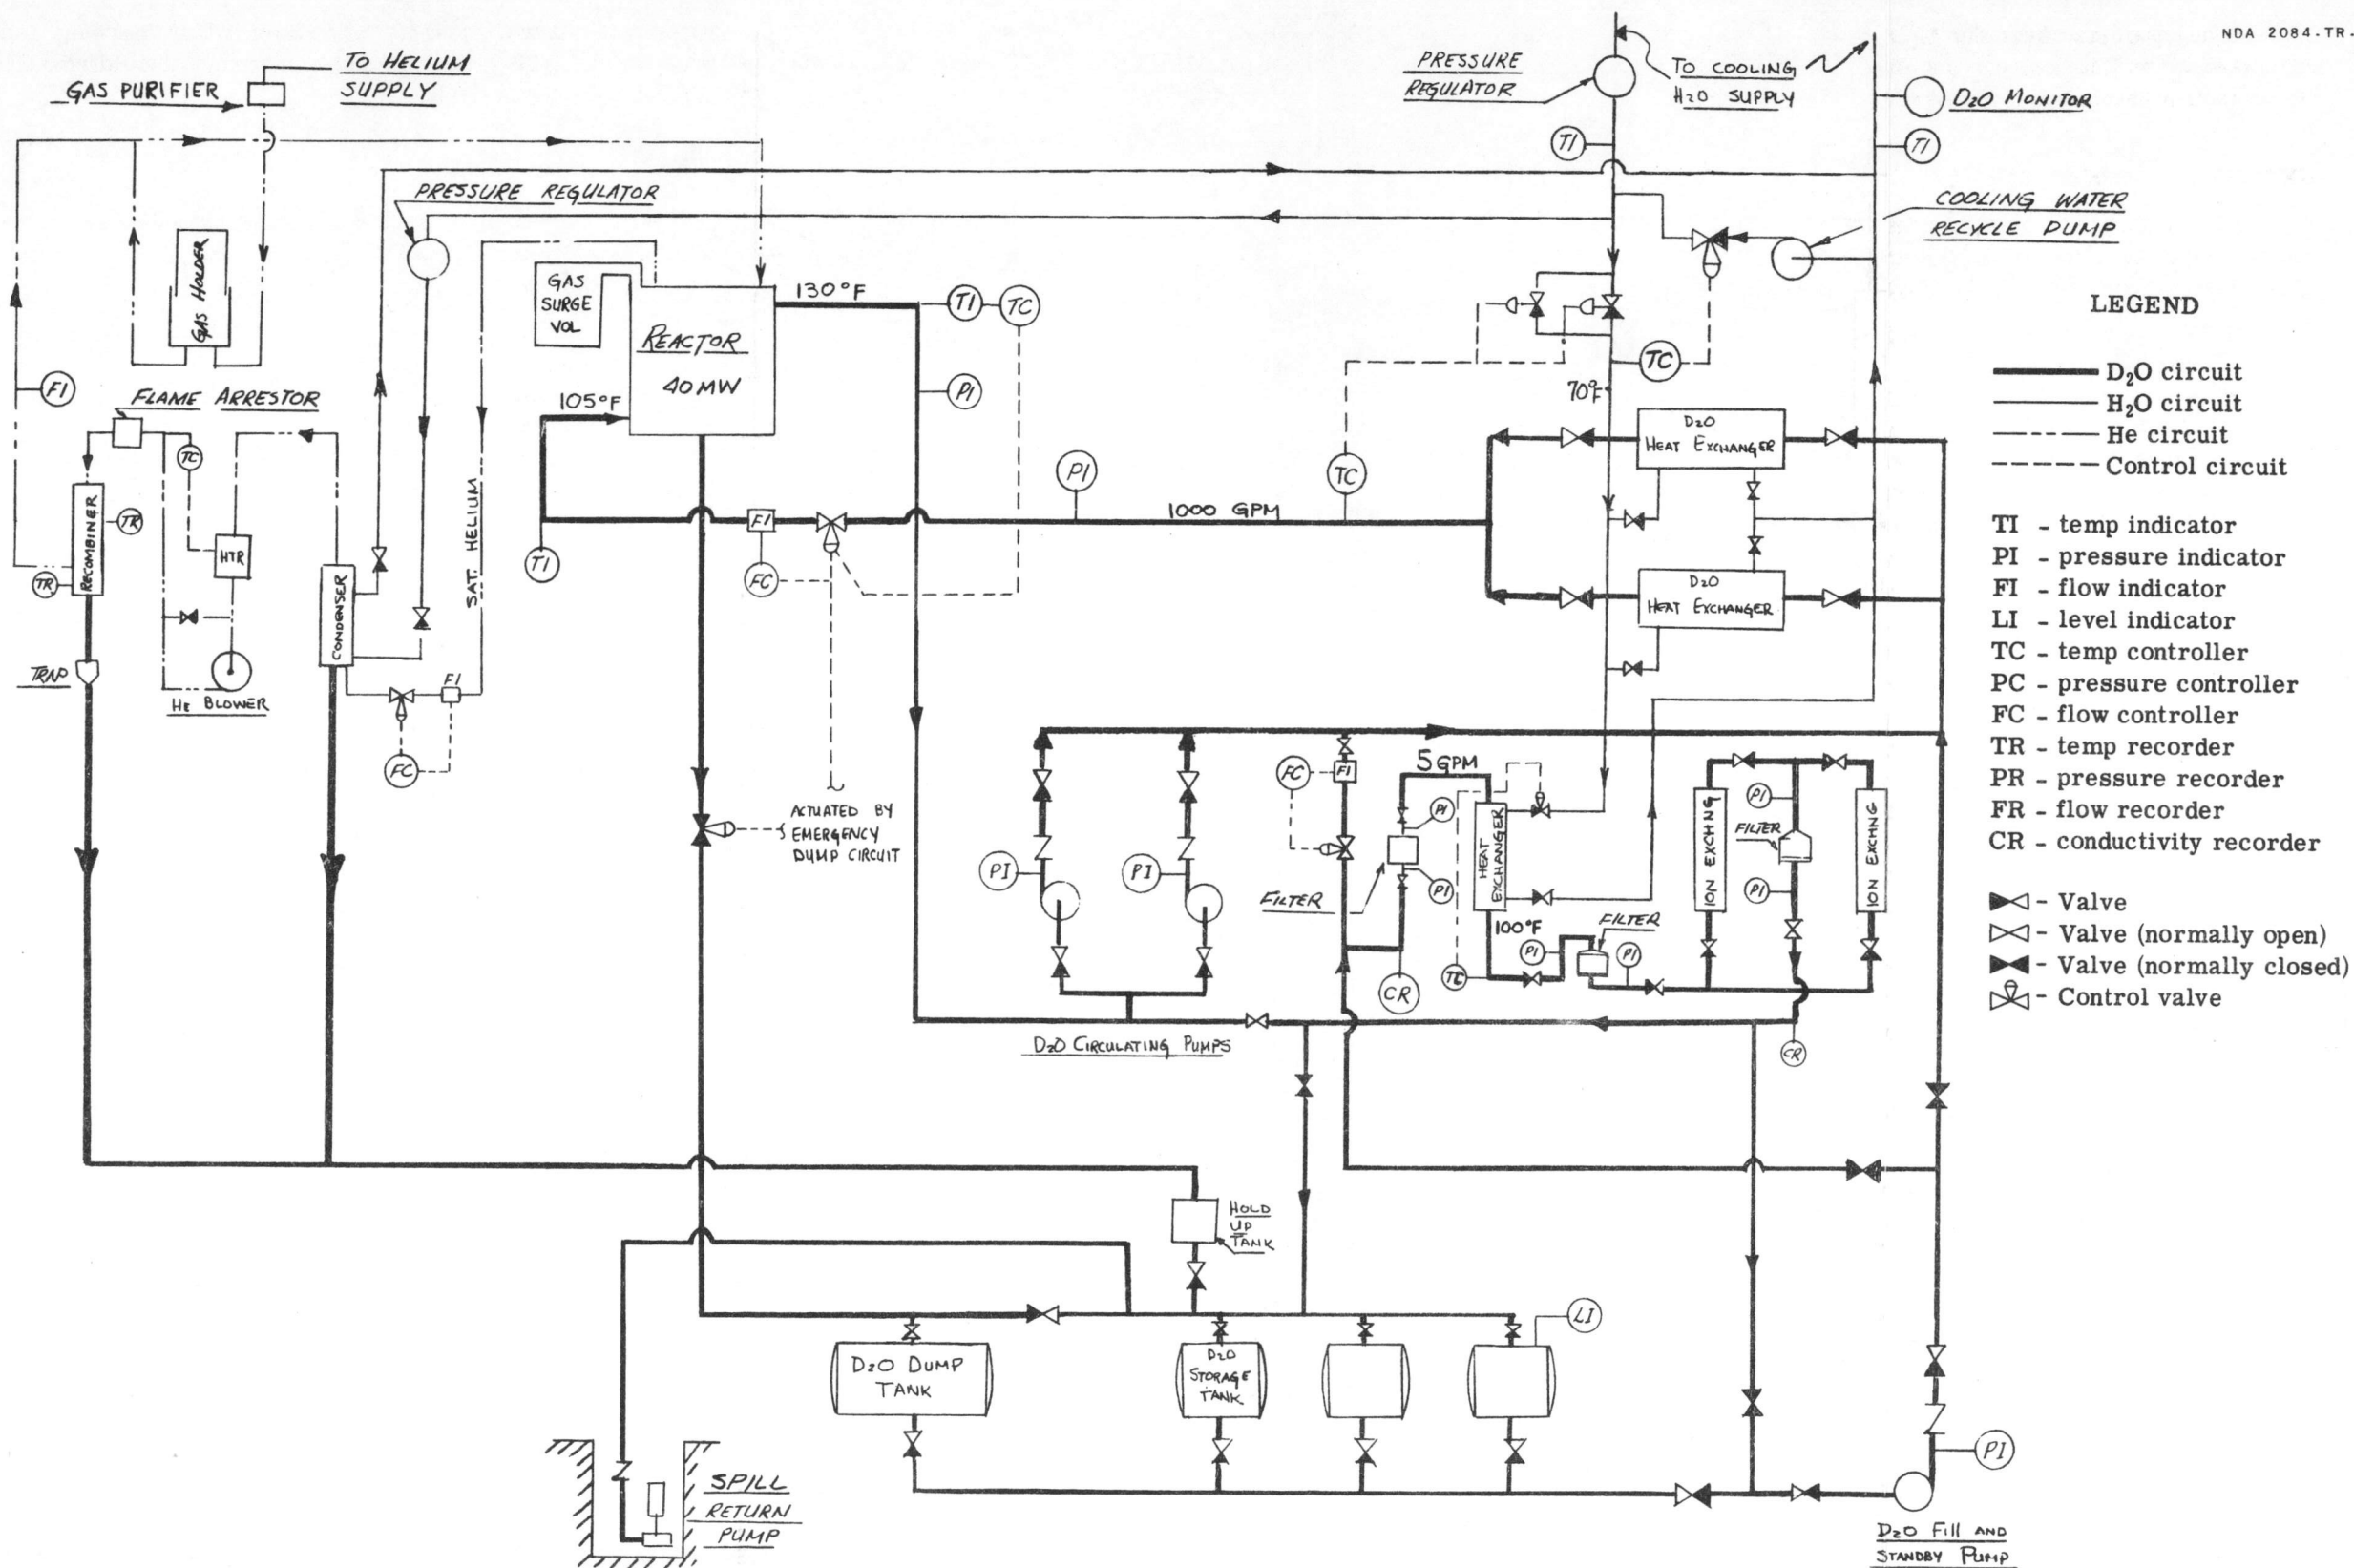 NDA 2084-TR-
TO HELIUM
SUPPLY
GAS PURIFIER
PRESSURE
REGULATOR
TO COOLING
H2O SUPPLY
D2O MONITOR
TI
TI
PRESSURE REGULATOR
COOLING WATER
RECYCLE PUMP
GAS HOLDER
GAS
SURGE
VOL
130°F
TI
TC
REACTOR
40 MW
TC
70°F
FI
FLAME ARRESTOR
105°F
PI
D2O
HEAT EXCHANGER
TC
TR
RECOMBINER
TR
HTR
CONDENSER
SAT. HELIUM
TI
FI
FC
PI
1000 GPM
TC
D2O
HEAT EXCHANGER
TRAP
HE BLOWER
FI
FC
ACTUATED BY
EMERGENCY
DUMP CIRCUIT
PI
PI
FC
FI
5 GPM
PI
PI
FILTER
CR
HEAT
EXCHANGER
100°F
TC
PI
FILTER
PI
ION EXCHNG
PI
FILTER
PI
ION EXCHNG
CR
D2O CIRCULATING PUMPS
HOLD
UP
TANK
LI
D2O DUMP
TANK
D2O
STORAGE
TANK
SPILL
RETURN
PUMP
PI
D2O FILL AND
STANDBY PUMP
LEGEND
D₂O circuit
H₂O circuit
He circuit
Control circuit
TI - temp indicator
PI - pressure indicator
FI - flow indicator
LI - level indicator
TC - temp controller
PC - pressure controller
FC - flow controller
TR - temp recorder
PR - pressure recorder
FR - flow recorder
CR - conductivity recorder
- Valve
- Valve (normally open)
- Valve (normally closed)
- Control valve